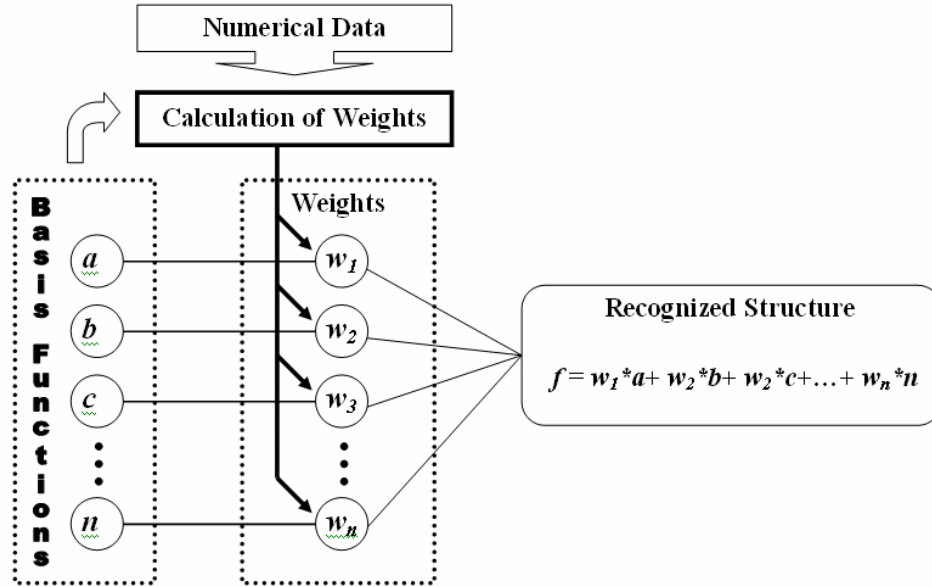 Numerical Data
Calculation of Weights
Basis Functions
Weights
a
w₁
b
w₂
c
w₃
n
wₙ
Recognized Structure
f = w₁*a+ w₂*b+ w₂*c+...+ wₙ*n